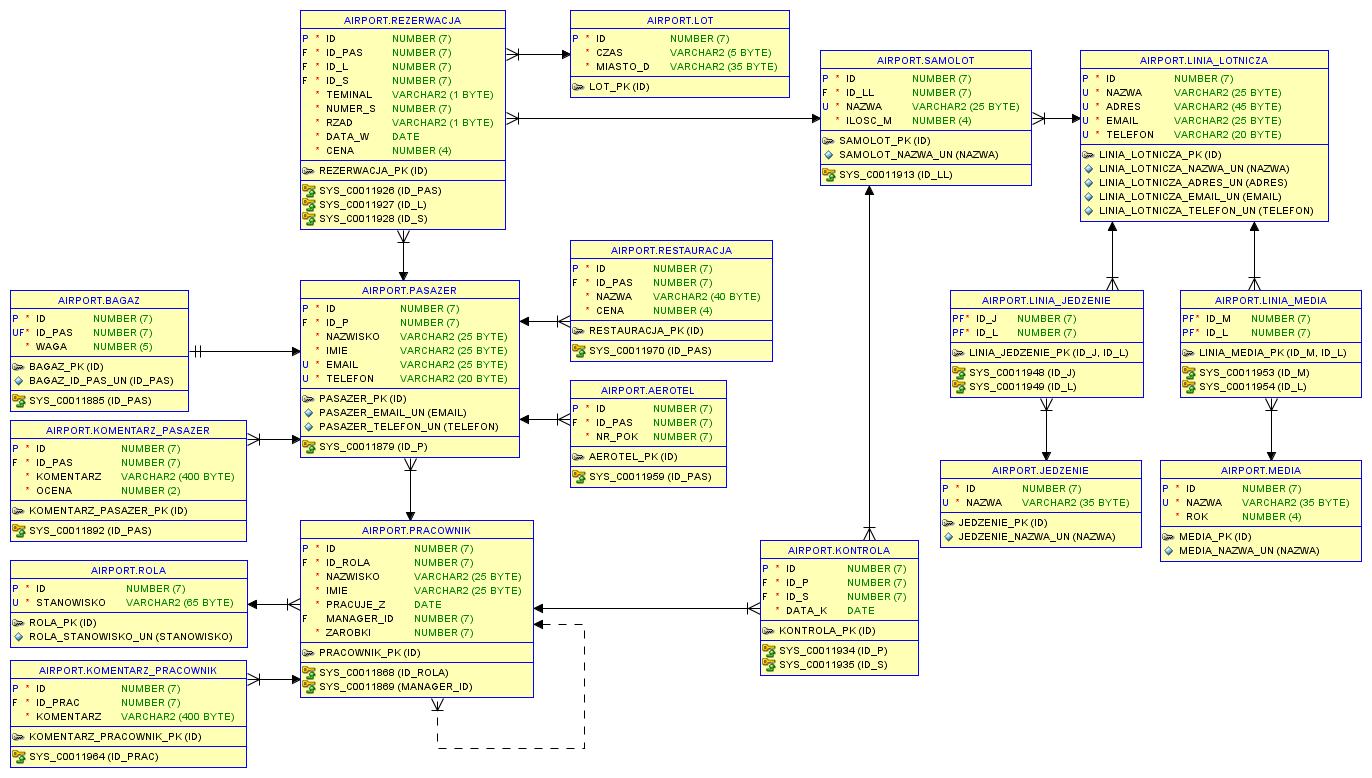 AIRPORT.REZERWACJA
P * ID NUMBER (7)
F * ID_PAS NUMBER (7)
F * ID_L NUMBER (7)
F * ID_S NUMBER (7)
* TEMINAL VARCHAR2 (1 BYTE)
* NUMER_S NUMBER (7)
* RZAD VARCHAR2 (1 BYTE)
* DATA_W DATE
* CENA NUMBER (4)
REZERWACJA_PK (ID)
SYS_C0011926 (ID_PAS)
SYS_C0011927 (ID_L)
SYS_C0011928 (ID_S)
AIRPORT.LOT
P * ID NUMBER (7)
* CZAS VARCHAR2 (5 BYTE)
* MIASTO_D VARCHAR2 (35 BYTE)
LOT_PK (ID)
AIRPORT.SAMOLOT
P * ID NUMBER (7)
F * ID_LL NUMBER (7)
U * NAZWA VARCHAR2 (25 BYTE)
* ILOSC_M NUMBER (4)
SAMOLOT_PK (ID)
SAMOLOT_NAZWA_UN (NAZWA)
SYS_C0011913 (ID_LL)
AIRPORT.LINIA_LOTNICZA
P * ID NUMBER (7)
U * NAZWA VARCHAR2 (25 BYTE)
U * ADRES VARCHAR2 (45 BYTE)
U * EMAIL VARCHAR2 (25 BYTE)
U * TELEFON VARCHAR2 (20 BYTE)
LINIA_LOTNICZA_PK (ID)
LINIA_LOTNICZA_NAZWA_UN (NAZWA)
LINIA_LOTNICZA_ADRES_UN (ADRES)
LINIA_LOTNICZA_EMAIL_UN (EMAIL)
LINIA_LOTNICZA_TELEFON_UN (TELEFON)
AIRPORT.BAGAZ
P * ID NUMBER (7)
UF* ID_PAS NUMBER (7)
* WAGA NUMBER (5)
BAGAZ_PK (ID)
BAGAZ_ID_PAS_UN (ID_PAS)
SYS_C0011885 (ID_PAS)
AIRPORT.PASAZER
P * ID NUMBER (7)
F * ID_P NUMBER (7)
* NAZWISKO VARCHAR2 (25 BYTE)
* IMIE VARCHAR2 (25 BYTE)
U * EMAIL VARCHAR2 (25 BYTE)
U * TELEFON VARCHAR2 (20 BYTE)
PASAZER_PK (ID)
PASAZER_EMAIL_UN (EMAIL)
PASAZER_TELEFON_UN (TELEFON)
SYS_C0011879 (ID_P)
AIRPORT.RESTAURACJA
P * ID NUMBER (7)
F * ID_PAS NUMBER (7)
* NAZWA VARCHAR2 (40 BYTE)
* CENA NUMBER (4)
RESTAURACJA_PK (ID)
SYS_C0011970 (ID_PAS)
AIRPORT.LINIA_JEDZENIE
PF* ID_J NUMBER (7)
PF* ID_L NUMBER (7)
LINIA_JEDZENIE_PK (ID_J, ID_L)
SYS_C0011948 (ID_J)
SYS_C0011949 (ID_L)
AIRPORT.LINIA_MEDIA
PF* ID_M NUMBER (7)
PF* ID_L NUMBER (7)
LINIA_MEDIA_PK (ID_M, ID_L)
SYS_C0011953 (ID_M)
SYS_C0011954 (ID_L)
AIRPORT.KOMENTARZ_PASAZER
P * ID NUMBER (7)
F * ID_PAS NUMBER (7)
* KOMENTARZ VARCHAR2 (400 BYTE)
* OCENA NUMBER (2)
KOMENTARZ_PASAZER_PK (ID)
SYS_C0011892 (ID_PAS)
AIRPORT.AEROTEL
P * ID NUMBER (7)
F * ID_PAS NUMBER (7)
* NR_POK NUMBER (7)
AEROTEL_PK (ID)
SYS_C0011959 (ID_PAS)
AIRPORT.JEDZENIE
P * ID NUMBER (7)
U * NAZWA VARCHAR2 (35 BYTE)
JEDZENIE_PK (ID)
JEDZENIE_NAZWA_UN (NAZWA)
AIRPORT.MEDIA
P * ID NUMBER (7)
U * NAZWA VARCHAR2 (35 BYTE)
* ROK NUMBER (4)
MEDIA_PK (ID)
MEDIA_NAZWA_UN (NAZWA)
AIRPORT.ROLA
P * ID NUMBER (7)
U * STANOWISKO VARCHAR2 (65 BYTE)
ROLA_PK (ID)
ROLA_STANOWISKO_UN (STANOWISKO)
AIRPORT.PRACOWNIK
P * ID NUMBER (7)
F * ID_ROLA NUMBER (7)
* NAZWISKO VARCHAR2 (25 BYTE)
* IMIE VARCHAR2 (25 BYTE)
* PRACUJE_Z DATE
F MANAGER_ID NUMBER (7)
* ZAROBKI NUMBER (7)
PRACOWNIK_PK (ID)
SYS_C0011868 (ID_ROLA)
SYS_C0011869 (MANAGER_ID)
AIRPORT.KONTROLA
P * ID NUMBER (7)
F * ID_P NUMBER (7)
F * ID_S NUMBER (7)
* DATA_K DATE
KONTROLA_PK (ID)
SYS_C0011934 (ID_P)
SYS_C0011935 (ID_S)
AIRPORT.KOMENTARZ_PRACOWNIK
P * ID NUMBER (7)
F * ID_PRAC NUMBER (7)
* KOMENTARZ VARCHAR2 (400 BYTE)
KOMENTARZ_PRACOWNIK_PK (ID)
SYS_C0011964 (ID_PRAC)